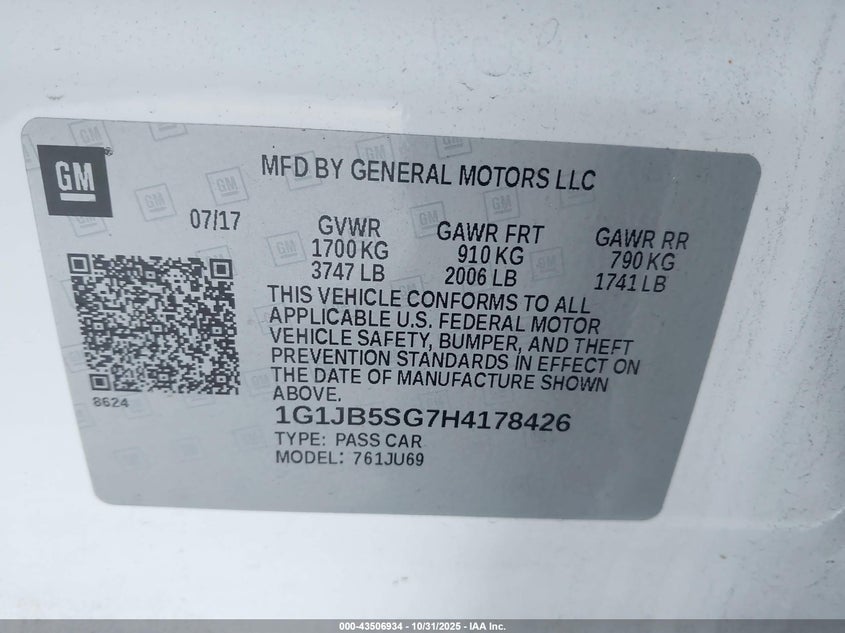 GM
MFD BY GENERAL MOTORS LLC
07/17
GVWR
1700 KG
3747 LB
GAWR FRT
910 KG
2006 LB
GAWR RR
790 KG
1741 LB
THIS VEHICLE CONFORMS TO ALL
APPLICABLE U.S. FEDERAL MOTOR
VEHICLE SAFETY, BUMPER, AND THEFT
PREVENTION STANDARDS IN EFFECT ON
THE DATE OF MANUFACTURE SHOWN
ABOVE.
8624
1G1JB5SG7H4178426
TYPE: PASS CAR
MODEL: 761JU69
000-43506934 - 10/31/2025 - IAA Inc.